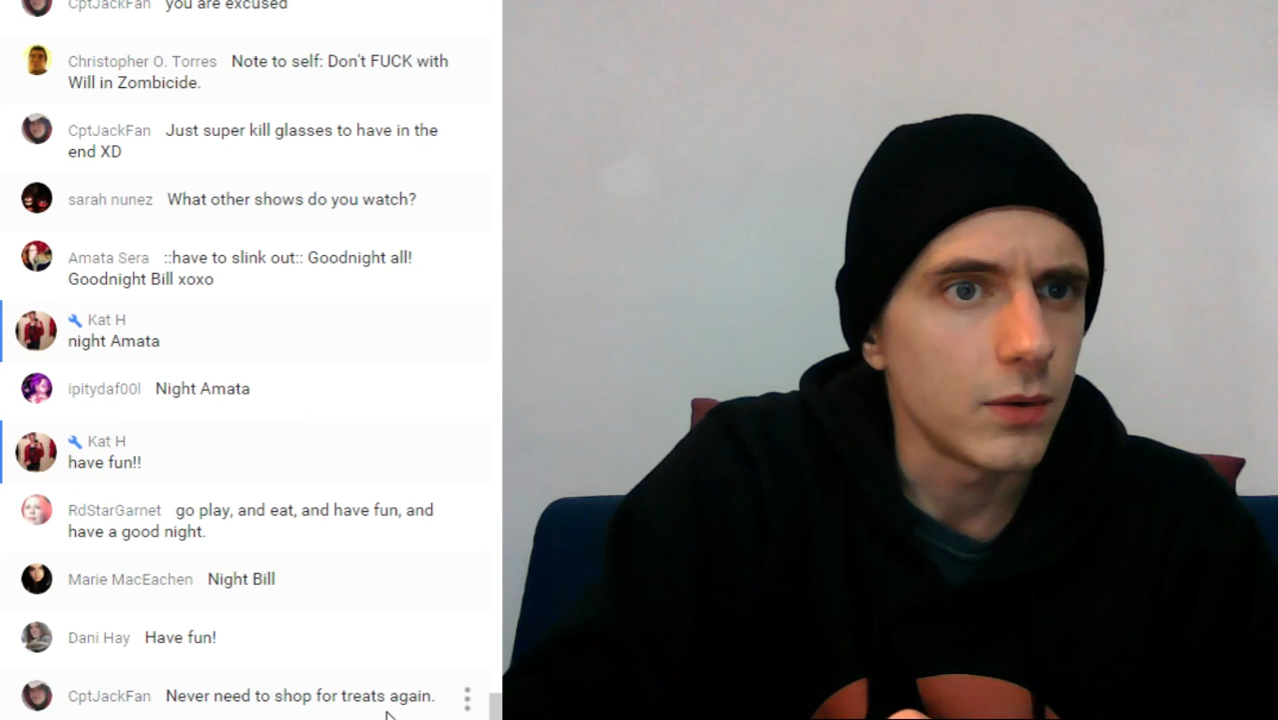 CptJackFan you are excused
Christopher O. Torres Note to self: Don't FUCK with
Will in Zombicide.
CptJackFan Just super kill glasses to have in the
end XD
sarah nunez What other shows do you watch?
Amata Sera ::have to slink out:: Goodnight all!
Goodnight Bill xoxo
Kat H
night Amata
ipitydaf00l Night Amata
Kat H
have fun!!
RdStarGarnet go play, and eat, and have fun, and
have a good night.
Marie MacEachen Night Bill
Dani Hay Have fun!
CptJackFan Never need to shop for treats again.